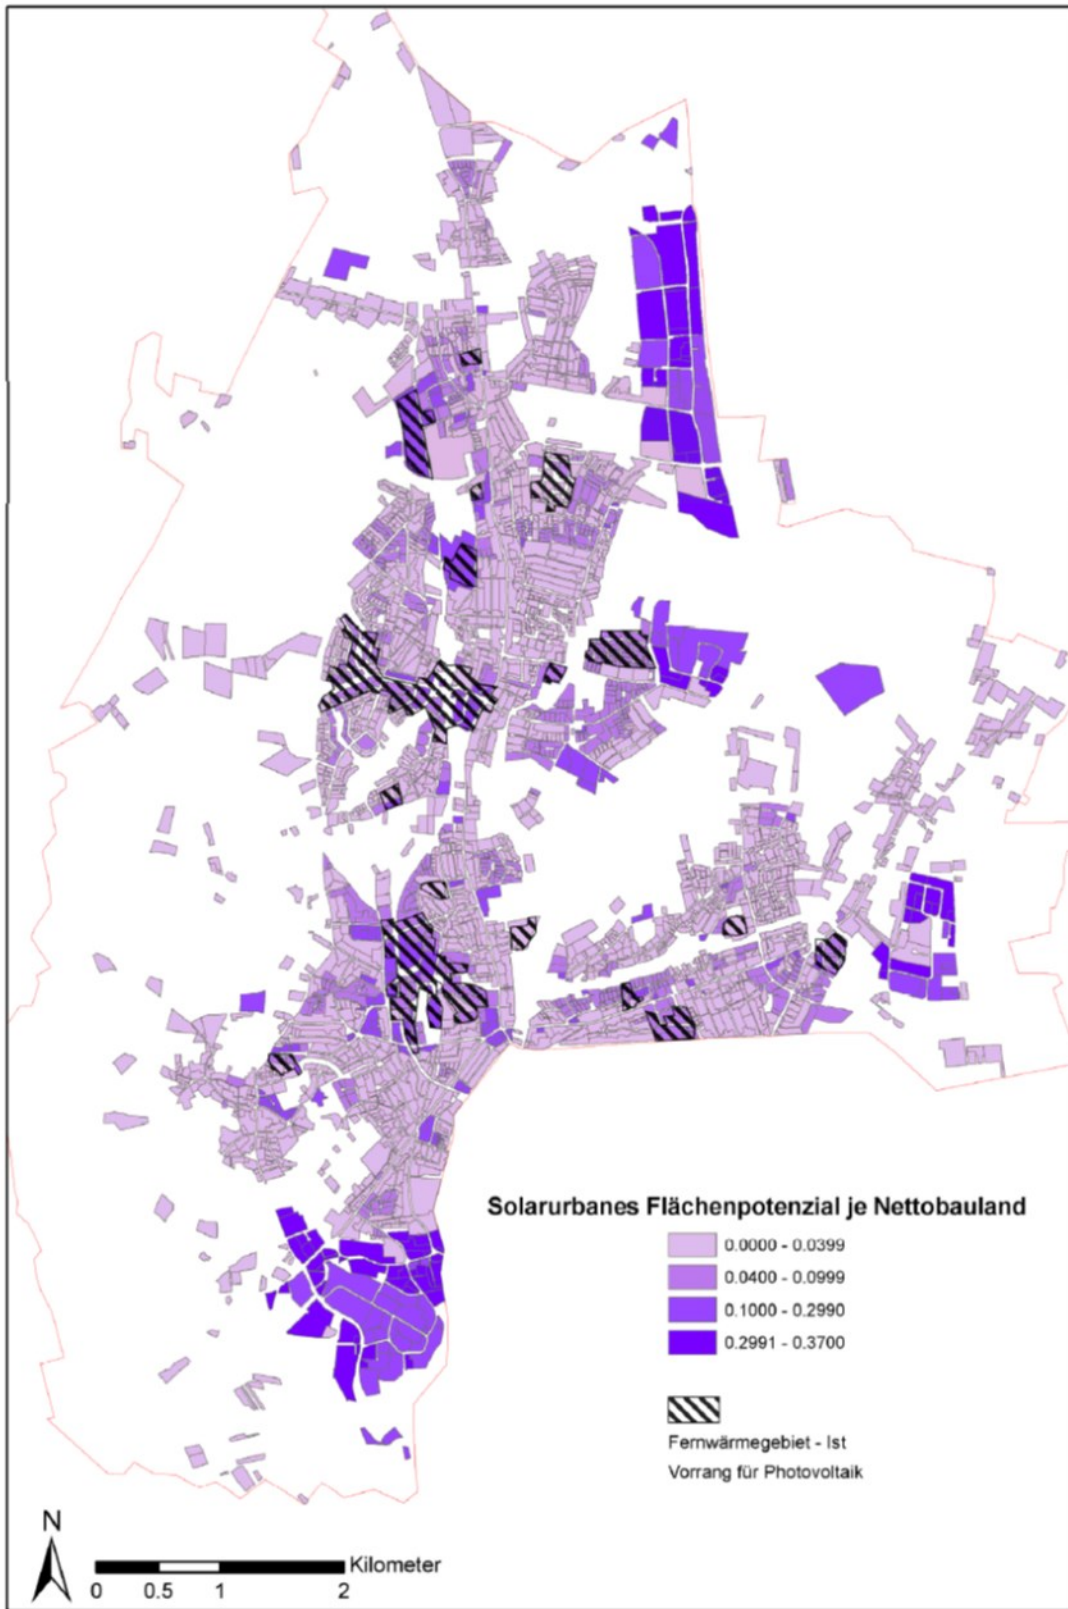 Solarurbanes Flächenpotenzial je Nettobauland
0.0000 - 0.0399
0.0400 - 0.0999
0.1000 - 0.2990
0.2991 - 0.3700
Fernwärmegebiet - Ist
Vorrang für Photovoltaik
N
Kilometer
0 0.5 1 2